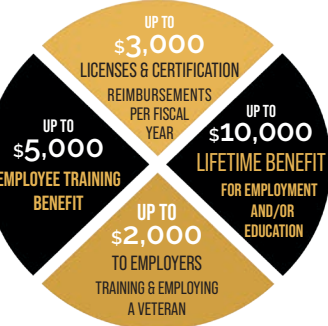 UP TO
$3,000
LICENSES & CERTIFICATION
REIMBURSEMENTS
PER FISCAL
YEAR
UP TO
$5,000
EMPLOYEE TRAINING
BENEFIT
UP TO
$10,000
LIFETIME BENEFIT
FOR EMPLOYMENT
AND/OR
EDUCATION
UP TO
$2,000
TO EMPLOYERS
TRAINING & EMPLOYING
A VETERAN